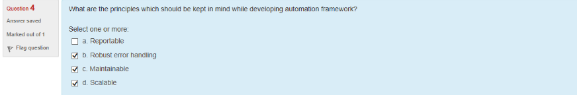 Question 4
Answer saved
Marked out of 1
Flag question
What are the principles which should be kept in mind while developing automation framework?
Select one or more:
a. Reportable
b. Robust error handling
c. Maintainable
d. Scalable